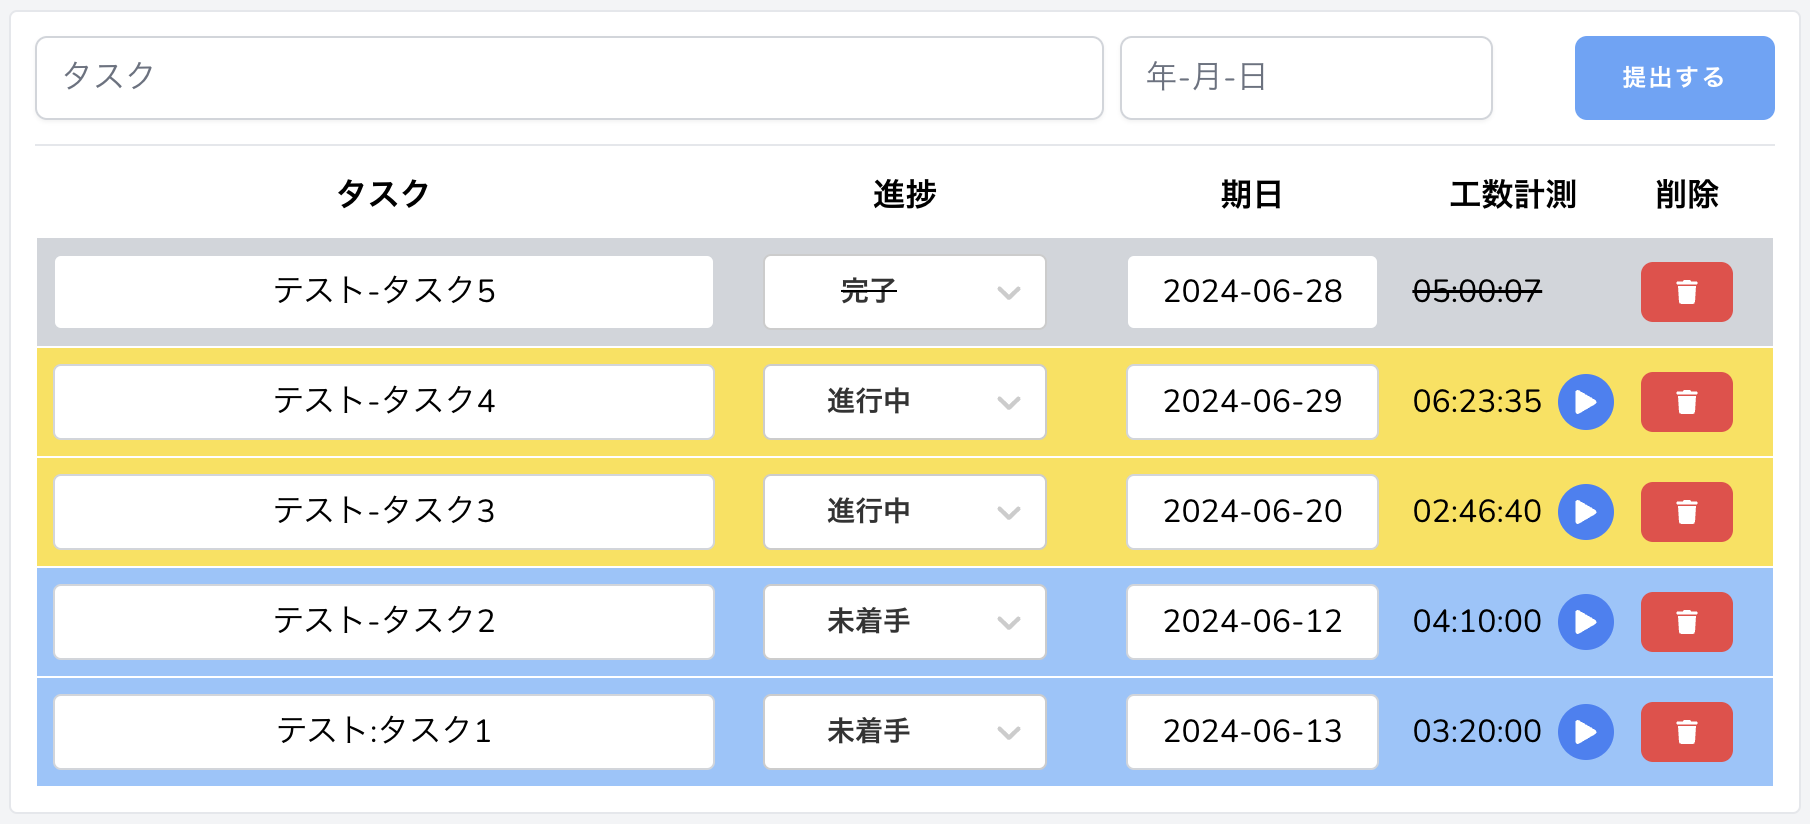 タスク 年-月-日 提出する
タスク 進捗 期日 工数計測 削除
テスト-タスク5 完了 2024-06-28 05:00:07
テスト-タスク4 進行中 2024-06-29 06:23:35
テスト-タスク3 進行中 2024-06-20 02:46:40
テスト-タスク2 未着手 2024-06-12 04:10:00
テスト:タスク1 未着手 2024-06-13 03:20:00